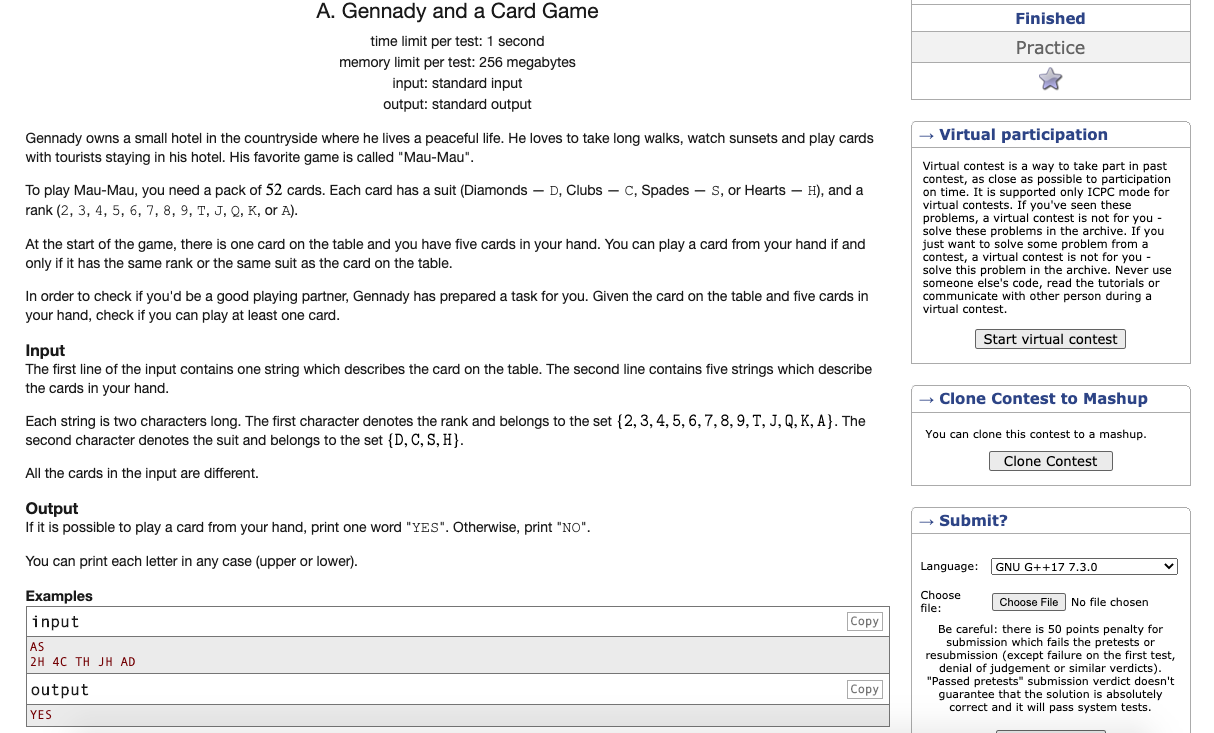 A. Gennady and a Card Game
time limit per test: 1 second
memory limit per test: 256 megabytes
input: standard input
output: standard output
Gennady owns a small hotel in the countryside where he lives a peaceful life. He loves to take long walks, watch sunsets and play cards
with tourists staying in his hotel. His favorite game is called "Mau-Mau".
To play Mau-Mau, you need a pack of 52 cards. Each card has a suit (Diamonds — D, Clubs — C, Spades — S, or Hearts — H), and a
rank (2, 3, 4, 5, 6, 7, 8, 9, T, J, Q, K, or A).
At the start of the game, there is one card on the table and you have five cards in your hand. You can play a card from your hand if and
only if it has the same rank or the same suit as the card on the table.
In order to check if you'd be a good playing partner, Gennady has prepared a task for you. Given the card on the table and five cards in
your hand, check if you can play at least one card.
Input
The first line of the input contains one string which describes the card on the table. The second line contains five strings which describe
the cards in your hand.
Each string is two characters long. The first character denotes the rank and belongs to the set {2, 3, 4, 5, 6, 7, 8, 9, T, J, Q, K, A}. The
second character denotes the suit and belongs to the set {D, C, S, H}.
All the cards in the input are different.
Output
If it is possible to play a card from your hand, print one word "YES". Otherwise, print "NO".
You can print each letter in any case (upper or lower).
Examples
input
Copy
AS
2H 4C TH JH AD
output
Copy
YES
Finished
Practice
→ Virtual participation
Virtual contest is a way to take part in past
contest, as close as possible to participation
on time. It is supported only ICPC mode for
virtual contests. If you've seen these
problems, a virtual contest is not for you -
solve these problems in the archive. If you
just want to solve some problem from a
contest, a virtual contest is not for you -
solve this problem in the archive. Never use
someone else's code, read the tutorials or
communicate with other person during a
virtual contest.
Start virtual contest
→ Clone Contest to Mashup
You can clone this contest to a mashup.
Clone Contest
→ Submit?
Language: GNU G++17 7.3.0
Choose
file: Choose File No file chosen
Be careful: there is 50 points penalty for
submission which fails the pretests or
resubmission (except failure on the first test,
denial of judgement or similar verdicts).
"Passed pretests" submission verdict doesn't
guarantee that the solution is absolutely
correct and it will pass system tests.